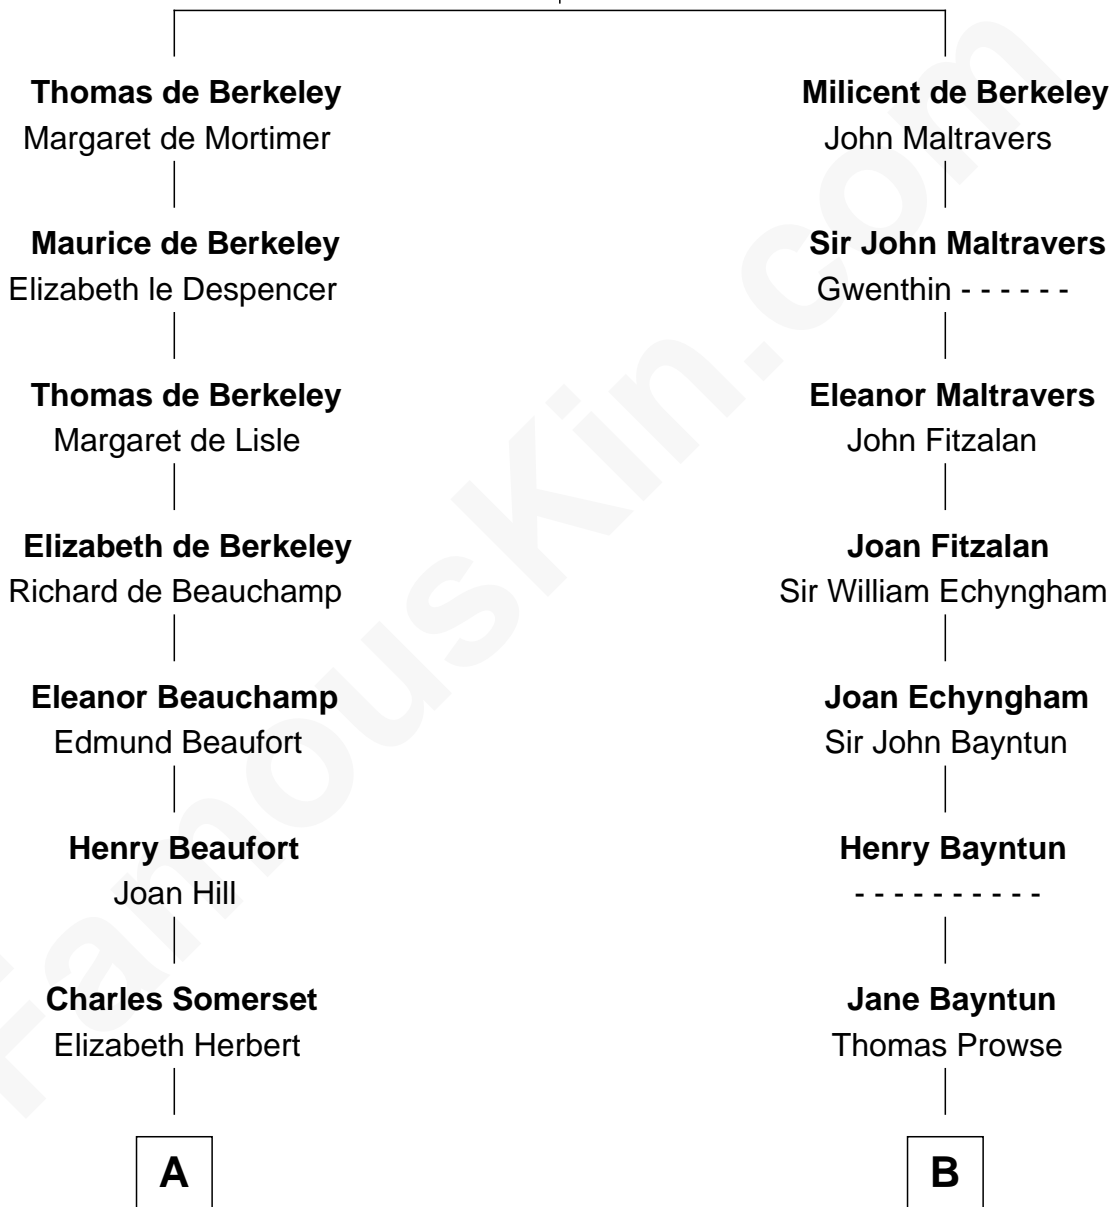 Thomas de Berkeley
Margaret de Mortimer
Maurice de Berkeley
Elizabeth le Despencer
Thomas de Berkeley
Margaret de Lisle
Elizabeth de Berkeley
Richard de Beauchamp
Eleanor Beauchamp
Edmund Beaufort
Henry Beaufort
Joan Hill
Charles Somerset
Elizabeth Herbert
A
Milicent de Berkeley
John Maltravers
Sir John Maltravers
Gwenthin - - - - - -
Eleanor Maltravers
John Fitzalan
Joan Fitzalan
Sir William Echyngham
Joan Echyngham
Sir John Bayntun
Henry Bayntun
- - - - - - - - - -
Jane Bayntun
Thomas Prowse
B
FamousKin.com